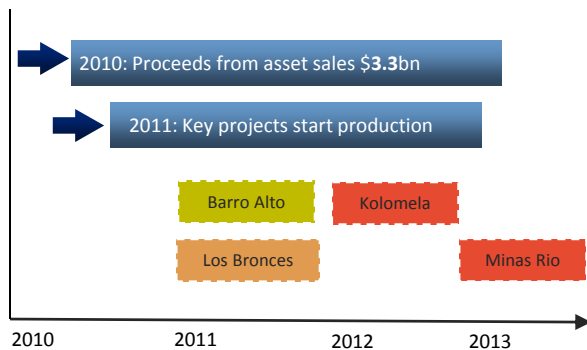 2010: Proceeds from asset sales $3.3bn
2011: Key projects start production
Barro Alto
Kolomela
Los Bronces
Minas Rio
2010
2011
2012
2013